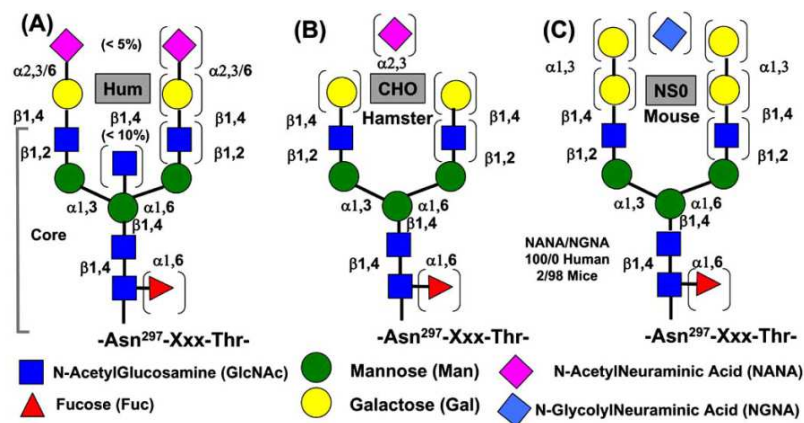 (A)
(< 5%)
α2,3/6
α2,3/6
Hum
β1,4
β1,4
(< 10%)
β1,4
β1,2
β1,2
α1,3
α1,6
β1,4
Core
β1,4
α1,6
-Asn297-Xxx-Thr-
(B)
α2,3
CHO
Hamster
β1,4
β1,4
β1,2
β1,2
α1,3
α1,6
β1,4
β1,4
α1,6
-Asn297-Xxx-Thr-
(C)
α1,3
α1,3
NS0
Mouse
β1,4
β1,4
β1,2
β1,2
α1,3
α1,6
β1,4
NANA/NGNA
100/0 Human
2/98 Mice
β1,4
α1,6
-Asn297-Xxx-Thr-
N-AcetylGlucosamine (GlcNAc)
Fucose (Fuc)
Mannose (Man)
Galactose (Gal)
N-AcetylNeuraminic Acid (NANA)
N-GlycolylNeuraminic Acid (NGNA)